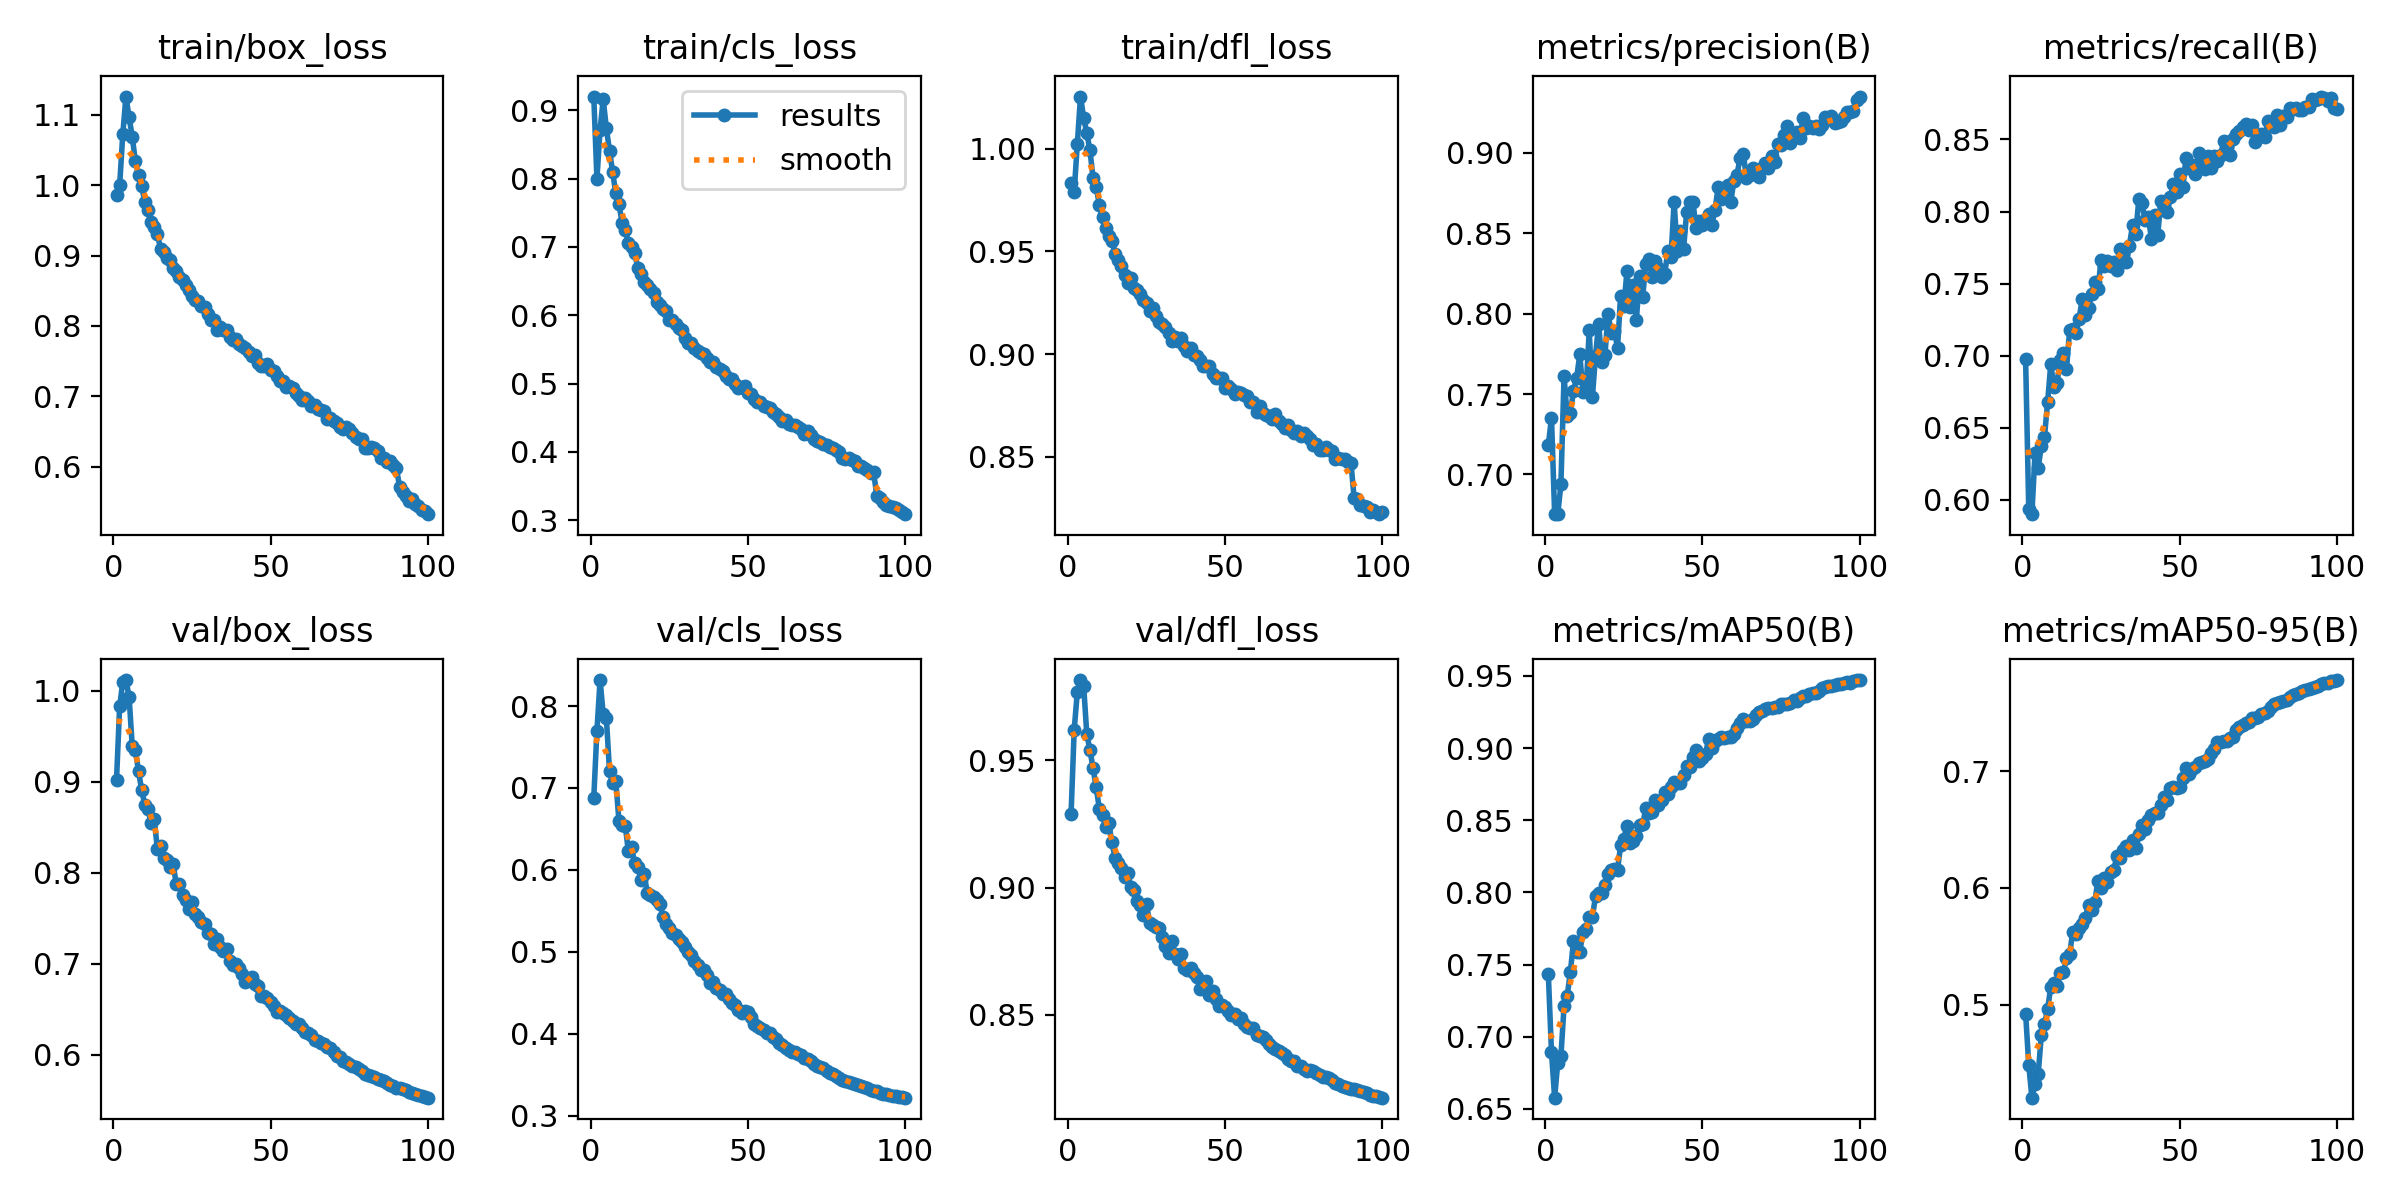 train/box_loss
1.1
1.0
0.9
0.8
0.7
0.6
0 50 100
train/cls_loss
results
smooth
0.9
0.8
0.7
0.6
0.5
0.4
0.3
0 50 100
train/dfl_loss
1.00
0.95
0.90
0.85
0 50 100
metrics/precision(B)
0.90
0.85
0.80
0.75
0.70
0 50 100
metrics/recall(B)
0.85
0.80
0.75
0.70
0.65
0.60
0 50 100
val/box_loss
1.0
0.9
0.8
0.7
0.6
0 50 100
val/cls_loss
0.8
0.7
0.6
0.5
0.4
0.3
0 50 100
val/dfl_loss
0.95
0.90
0.85
0 50 100
metrics/mAP50(B)
0.95
0.90
0.85
0.80
0.75
0.70
0.65
0 50 100
metrics/mAP50-95(B)
0.7
0.6
0.5
0 50 100